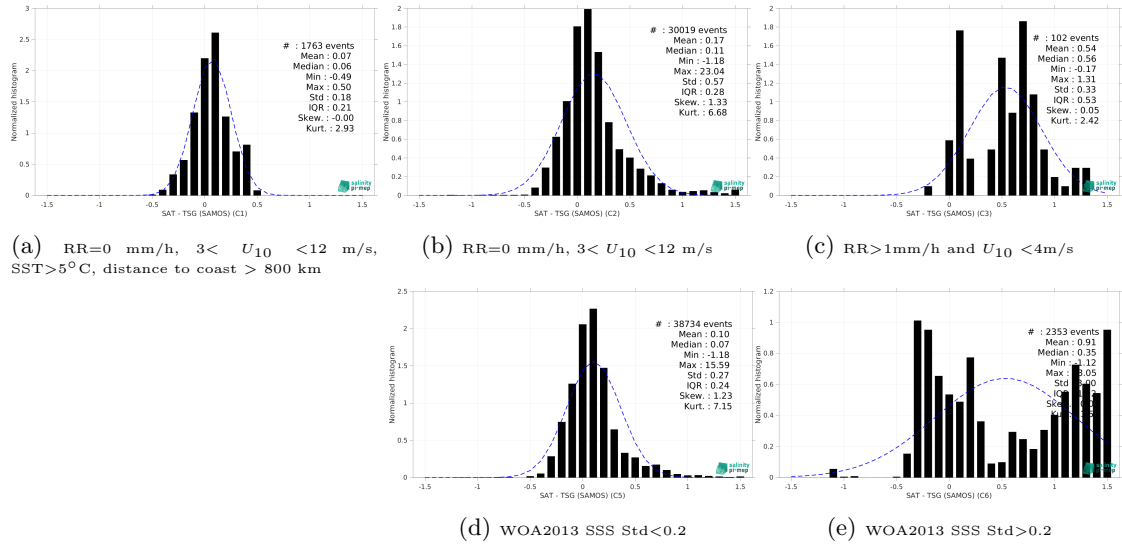 3
2.5
2
1.5
1
0.5
0
Normalized histogram
-1.5 -1 -0.5 0 0.5 1 1.5
SAT - TSG (SAMOS) (C1)
# : 1763 events
Mean : 0.07
Median : 0.06
Min : -0.49
Max : 0.50
Std : 0.18
IQR : 0.21
Skew. : -0.00
Kurt. : 2.93
salinity
pi-mep
(a) RR=0 mm/h, 3< U10 <12 m/s,
SST>5°C, distance to coast > 800 km
2
1.8
1.6
1.4
1.2
1
0.8
0.6
0.4
0.2
0
Normalized histogram
-1.5 -1 -0.5 0 0.5 1 1.5
SAT - TSG (SAMOS) (C2)
# : 30019 events
Mean : 0.17
Median : 0.11
Min : -1.18
Max : 23.04
Std : 0.57
IQR : 0.28
Skew. : 1.33
Kurt. : 6.68
salinity
pi-mep
(b) RR=0 mm/h, 3< U10 <12 m/s
2
1.8
1.6
1.4
1.2
1
0.8
0.6
0.4
0.2
0
Normalized histogram
-1.5 -1 -0.5 0 0.5 1 1.5
SAT - TSG (SAMOS) (C3)
# : 102 events
Mean : 0.54
Median : 0.56
Min : -0.17
Max : 1.31
Std : 0.33
IQR : 0.53
Skew. : 0.05
Kurt. : 2.42
salinity
pi-mep
(c) RR>1mm/h and U10 <4m/s
2.5
2
1.5
1
0.5
0
Normalized histogram
-1.5 -1 -0.5 0 0.5 1 1.5
SAT - TSG (SAMOS) (C5)
# : 38734 events
Mean : 0.10
Median : 0.07
Min : -1.18
Max : 15.59
Std : 0.27
IQR : 0.24
Skew. : 1.23
Kurt. : 7.15
salinity
pi-mep
(d) WOA2013 SSS Std<0.2
1.2
1
0.8
0.6
0.4
0.2
0
Normalized histogram
-1.5 -1 -0.5 0 0.5 1 1.5
SAT - TSG (SAMOS) (C6)
# : 2353 events
Mean : 0.91
Median : 0.35
Min : -1.12
Max :
Std :
IQR :
salinity
pi-mep
(e) WOA2013 SSS Std>0.2